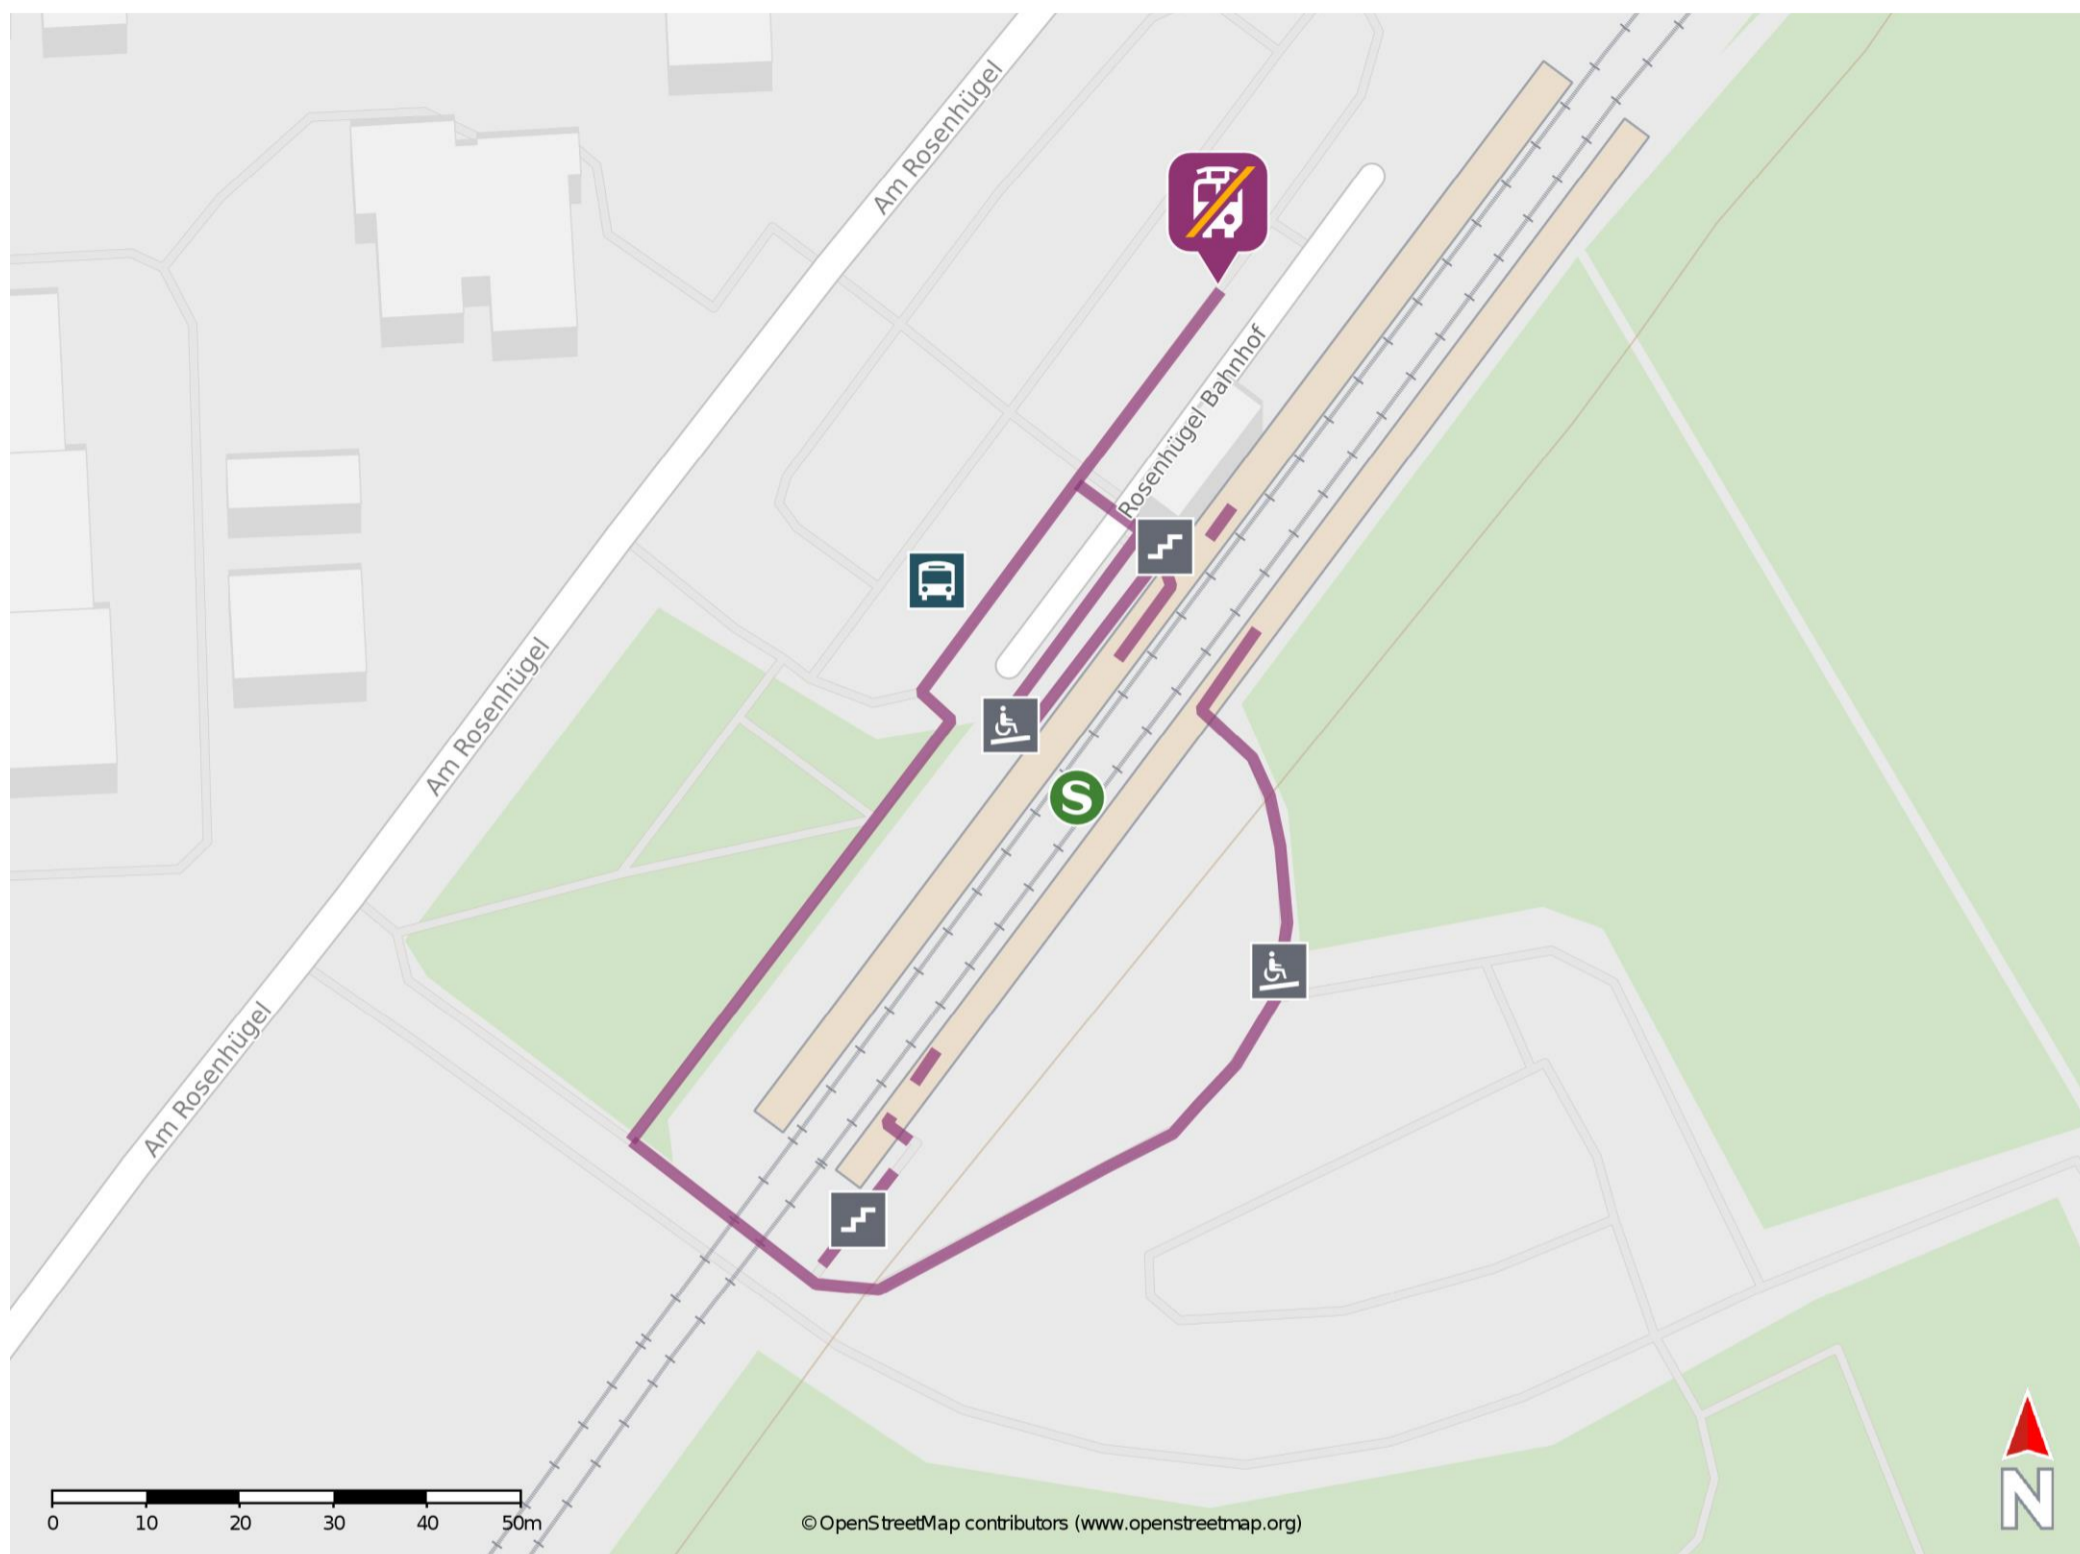 Am Rosenhügel
Rosenhügel Bahnhof
Am Rosenhügel
S
Am Rosenhügel
0 10 20 30 40 50m
© OpenStreetMap contributors (www.openstreetmap.org)
N